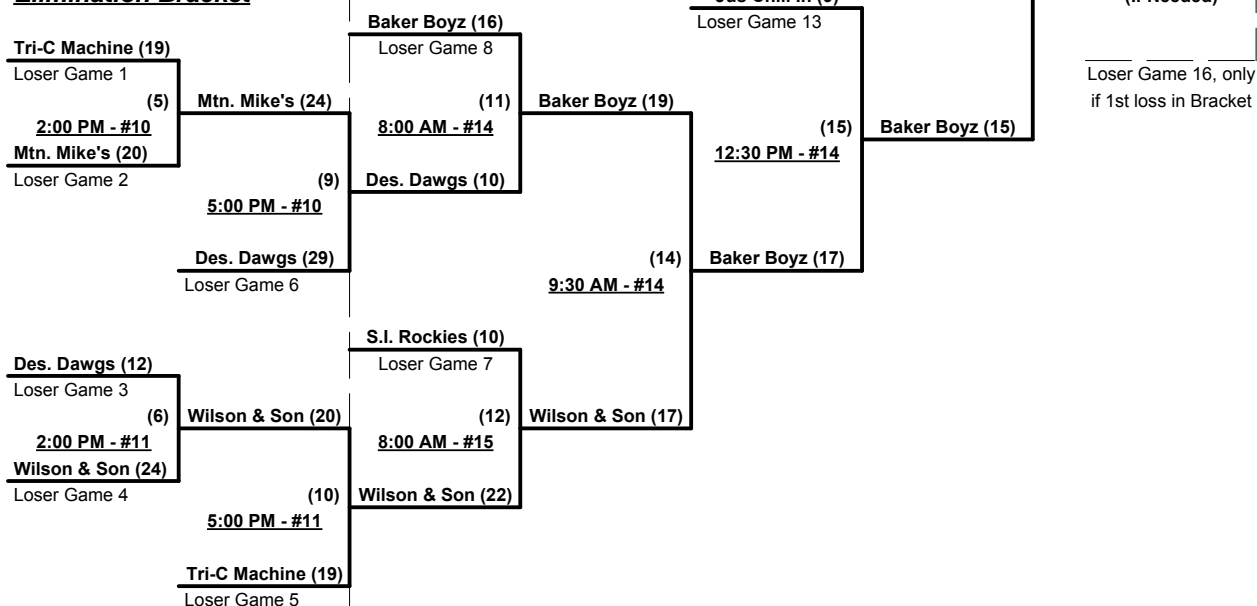 Baker Boyz (16)
Loser Game 8
Loser Game 13
Tri-C Machine (19)
Loser Game 1
(5)
2:00 PM - #10
Mtn. Mike's (20)
Loser Game 2
Mtn. Mike's (24)
(9)
5:00 PM - #10
Des. Dawgs (29)
Loser Game 6
(11)
8:00 AM - #14
Des. Dawgs (10)
Baker Boyz (19)
(14)
9:30 AM - #14
(15)
12:30 PM - #14
Baker Boyz (15)
Baker Boyz (17)
Loser Game 16, only
if 1st loss in Bracket
S.I. Rockies (10)
Loser Game 7
Des. Dawgs (12)
Loser Game 3
(6)
2:00 PM - #11
Wilson & Son (24)
Loser Game 4
Wilson & Son (20)
(10)
5:00 PM - #11
Tri-C Machine (19)
Loser Game 5
(12)
8:00 AM - #15
Wilson & Son (22)
Wilson & Son (17)